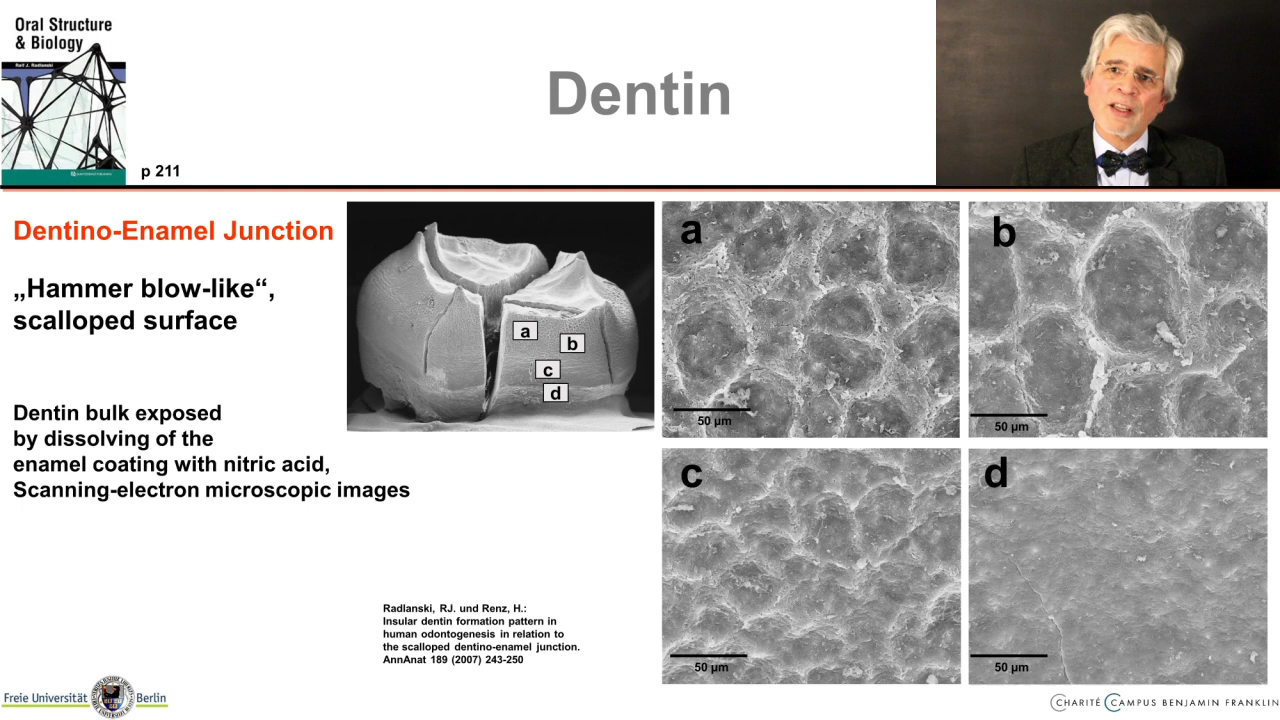 Oral Structure
& Biology
Ralf J. Radlanski
p 211
Dentin
Dentino-Enamel Junction
„Hammer blow-like“,
scalloped surface
Dentin bulk exposed
by dissolving of the
enamel coating with nitric acid,
Scanning-electron microscopic images
a
b
c
d
a
50 µm
b
50 µm
c
50 µm
d
50 µm
Radlanski, RJ. und Renz, H.:
Insular dentin formation pattern in
human odontogenesis in relation to
the scalloped dentino-enamel junction.
AnnAnat 189 (2007) 243-250
Freie Universität Berlin
CHARITÉ CAMPUS BENJAMIN FRANKLIN